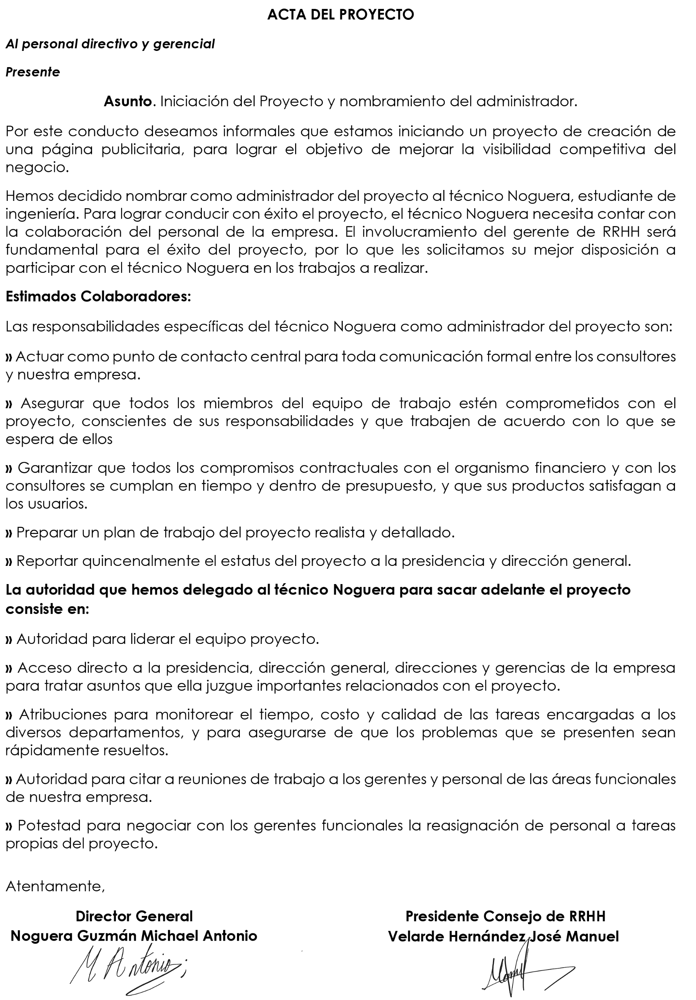 ACTA DEL PROYECTO
Al personal directivo y gerencial
Presente
Asunto. Iniciación del Proyecto y nombramiento del administrador.
Por este conducto deseamos informales que estamos iniciando un proyecto de creación de
una página publicitaria, para lograr el objetivo de mejorar la visibilidad competitiva del
negocio.
Hemos decidido nombrar como administrador del proyecto al técnico Noguera, estudiante de
ingeniería. Para lograr conducir con éxito el proyecto, el técnico Noguera necesita contar con
la colaboración del personal de la empresa. El involucramiento del gerente de RRHH será
fundamental para el éxito del proyecto, por lo que les solicitamos su mejor disposición a
participar con el técnico Noguera en los trabajos a realizar.
Estimados Colaboradores:
Las responsabilidades específicas del técnico Noguera como administrador del proyecto son:
» Actuar como punto de contacto central para toda comunicación formal entre los consultores
y nuestra empresa.
» Asegurar que todos los miembros del equipo de trabajo estén comprometidos con el
proyecto, conscientes de sus responsabilidades y que trabajen de acuerdo con lo que se
espera de ellos
» Garantizar que todos los compromisos contractuales con el organismo financiero y con los
consultores se cumplan en tiempo y dentro de presupuesto, y que sus productos satisfagan a
los usuarios.
» Preparar un plan de trabajo del proyecto realista y detallado.
» Reportar quincenalmente el estatus del proyecto a la presidencia y dirección general.
La autoridad que hemos delegado al técnico Noguera para sacar adelante el proyecto
consiste en:
» Autoridad para liderar el equipo proyecto.
» Acceso directo a la presidencia, dirección general, direcciones y gerencias de la empresa
para tratar asuntos que ella juzgue importantes relacionados con el proyecto.
» Atribuciones para monitorear el tiempo, costo y calidad de las tareas encargadas a los
diversos departamentos, y para asegurarse de que los problemas que se presenten sean
rápidamente resueltos.
» Autoridad para citar a reuniones de trabajo a los gerentes y personal de las áreas funcionales
de nuestra empresa.
» Potestad para negociar con los gerentes funcionales la reasignación de personal a tareas
propias del proyecto.
Atentamente,
Director General
Noguera Guzmán Michael Antonio
M Antonio
Presidente Consejo de RRHH
Velarde Hernández José Manuel